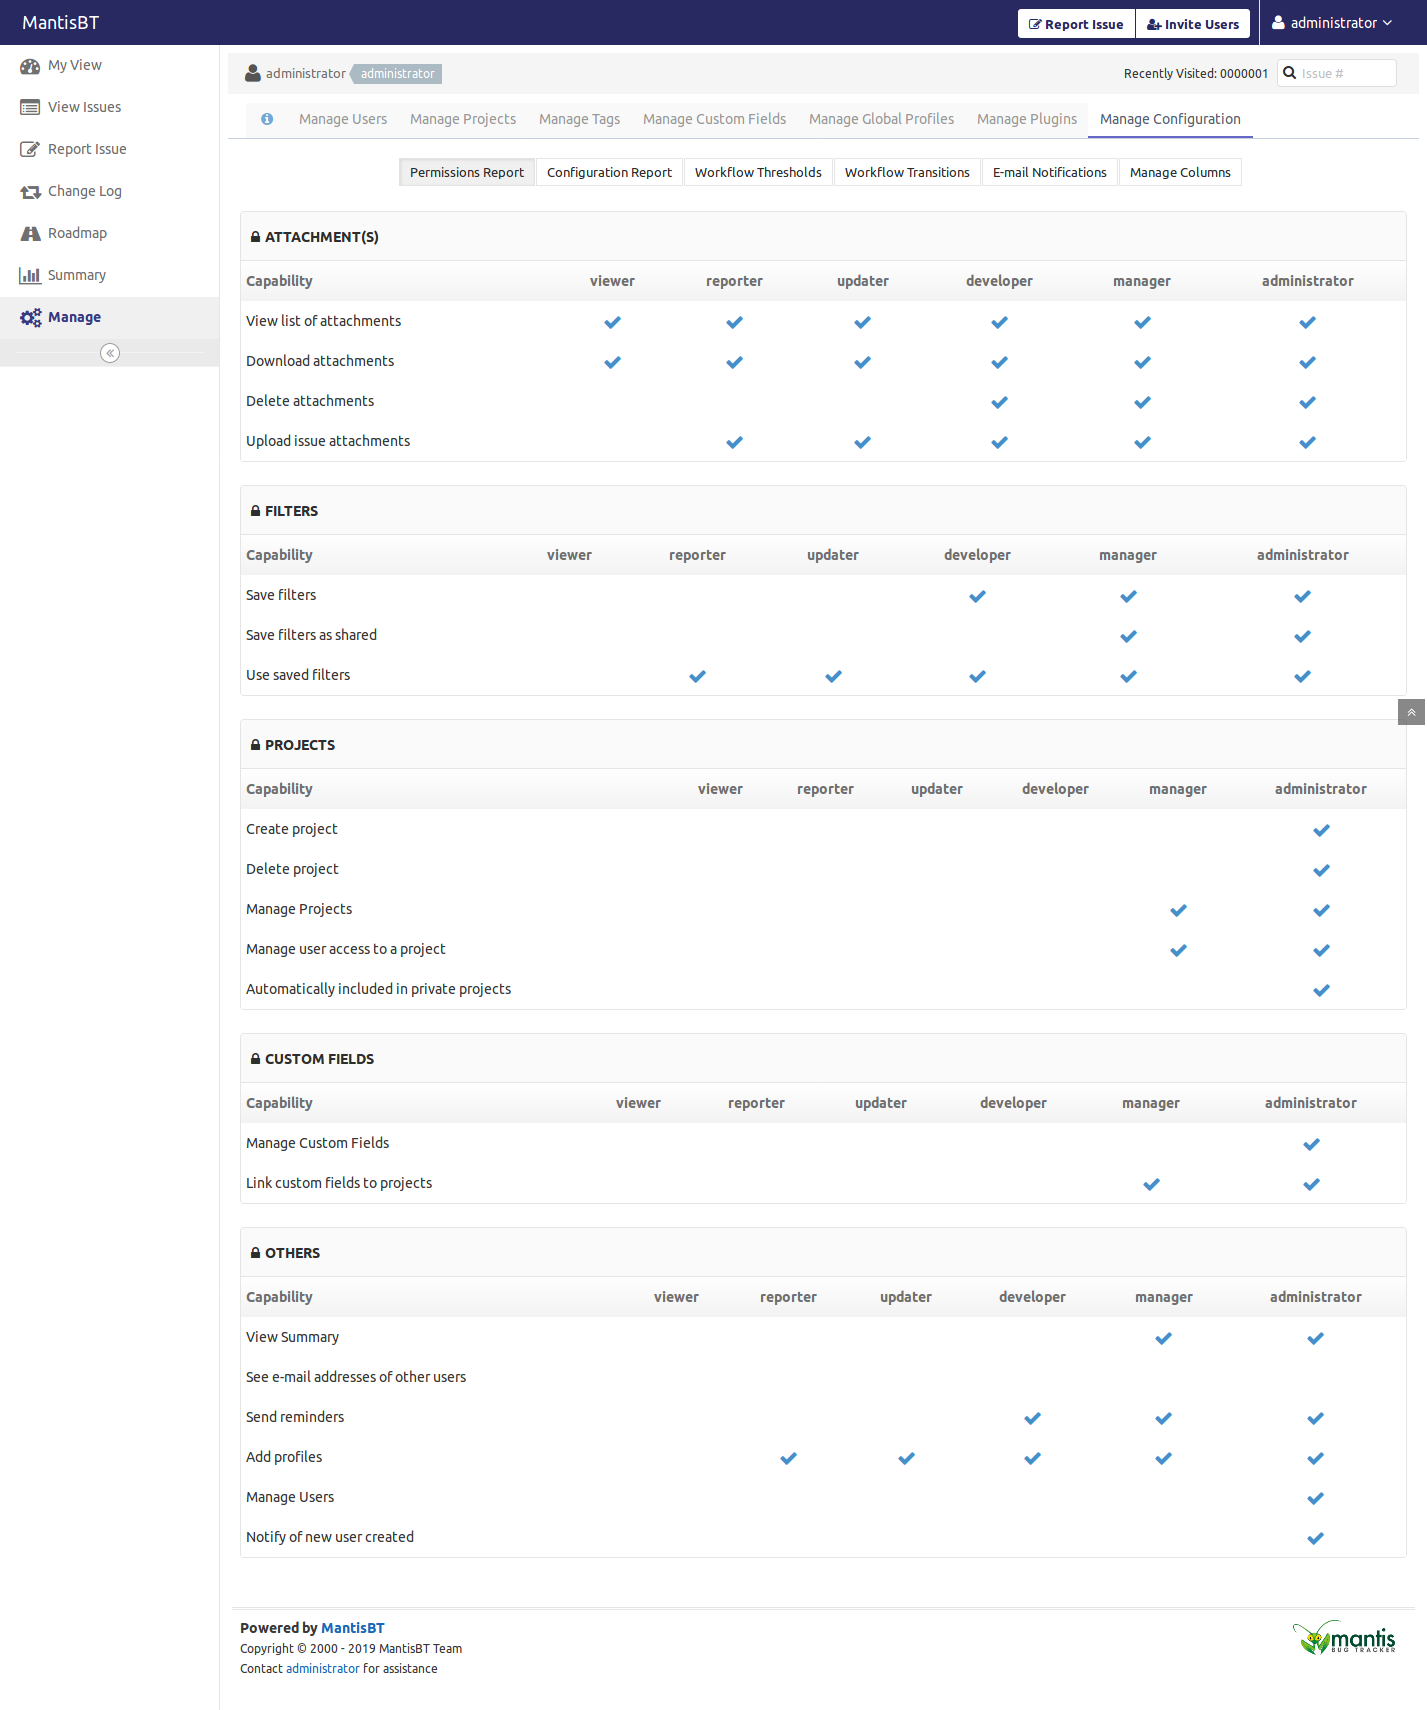 MantisBT
Report Issue
Invite Users
administrator
My View
View Issues
Report Issue
Change Log
Roadmap
Summary
Manage
administrator administrator
Recently Visited: 0000001
Issue #
Manage Users Manage Projects Manage Tags Manage Custom Fields Manage Global Profiles Manage Plugins Manage Configuration
Permissions Report Configuration Report Workflow Thresholds Workflow Transitions E-mail Notifications Manage Columns
ATTACHMENT(S)
Capability viewer reporter updater developer manager administrator
View list of attachments
Download attachments
Delete attachments
Upload issue attachments
FILTERS
Capability viewer reporter updater developer manager administrator
Save filters
Save filters as shared
Use saved filters
PROJECTS
Capability viewer reporter updater developer manager administrator
Create project
Delete project
Manage Projects
Manage user access to a project
Automatically included in private projects
CUSTOM FIELDS
Capability viewer reporter updater developer manager administrator
Manage Custom Fields
Link custom fields to projects
OTHERS
Capability viewer reporter updater developer manager administrator
View Summary
See e-mail addresses of other users
Send reminders
Add profiles
Manage Users
Notify of new user created
Powered by MantisBT
Copyright © 2000 - 2019 MantisBT Team
Contact administrator for assistance
mantis
BUG TRACKER